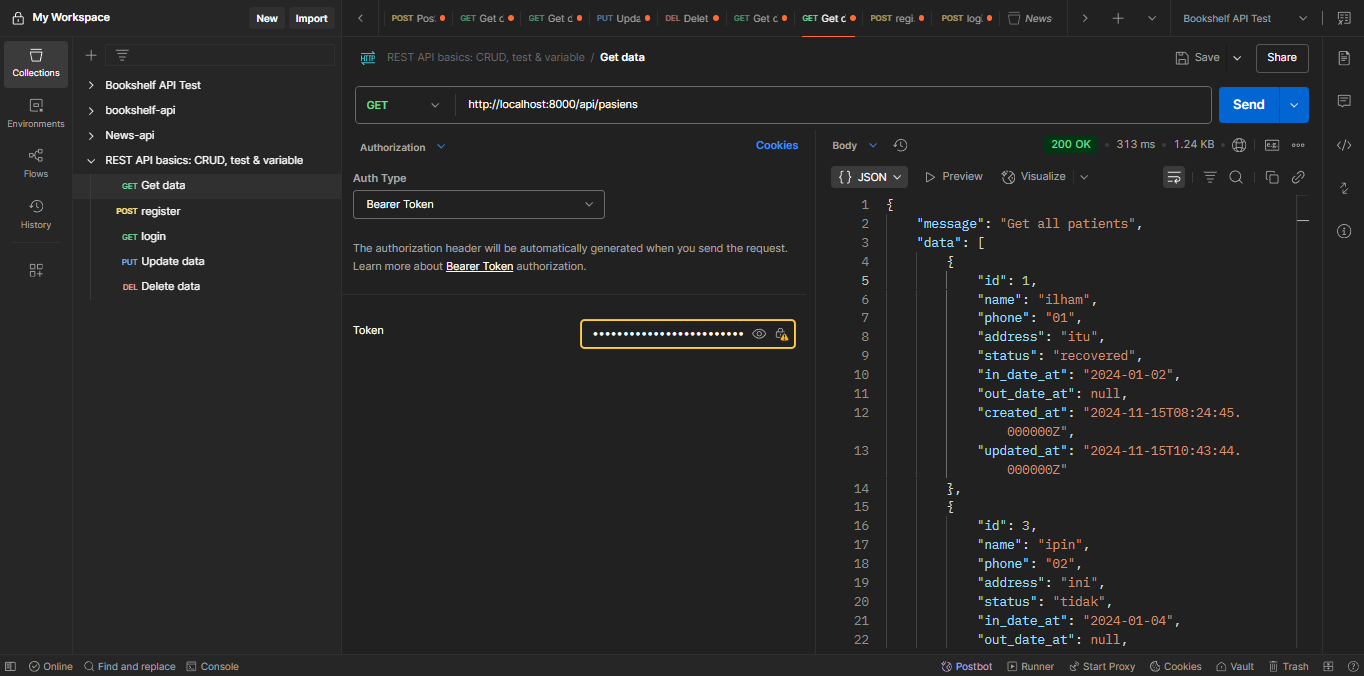 My Workspace
New
Import
POST Pos
GET Get c
GET Get d
PUT Upda
DEL Delet
GET Get c
GET Get d
POST regi
POST logi
News
Bookshelf API Test
Collections
Environments
Flows
History
Bookshelf API Test
bookshelf-api
News-api
REST API basics: CRUD, test & variable
GET Get data
POST register
GET login
PUT Update data
DEL Delete data
HTTP REST API basics: CRUD, test & variable / Get data
Save
Share
GET
http://localhost:8000/api/pasiens
Send
Authorization
Cookies
Auth Type
Bearer Token
The authorization header will be automatically generated when you send the request.
Learn more about Bearer Token authorization.
Token
Body
200 OK • 313 ms • 1.24 KB
e.g.
{} JSON
Preview
Visualize
1 {
2 "message": "Get all patients",
3 "data": [
4 {
5 "id": 1,
6 "name": "ilham",
7 "phone": "01",
8 "address": "itu",
9 "status": "recovered",
10 "in_date_at": "2024-01-02",
11 "out_date_at": null,
12 "created_at": "2024-11-15T08:24:45.
000000Z",
13 "updated_at": "2024-11-15T10:43:44.
000000Z"
14 },
15 {
16 "id": 3,
17 "name": "ipin",
18 "phone": "02",
19 "address": "ini",
20 "status": "tidak",
21 "in_date_at": "2024-01-04",
22 "out_date_at": null,
Online
Find and replace
Console
Postbot
Runner
Start Proxy
Cookies
Vault
Trash